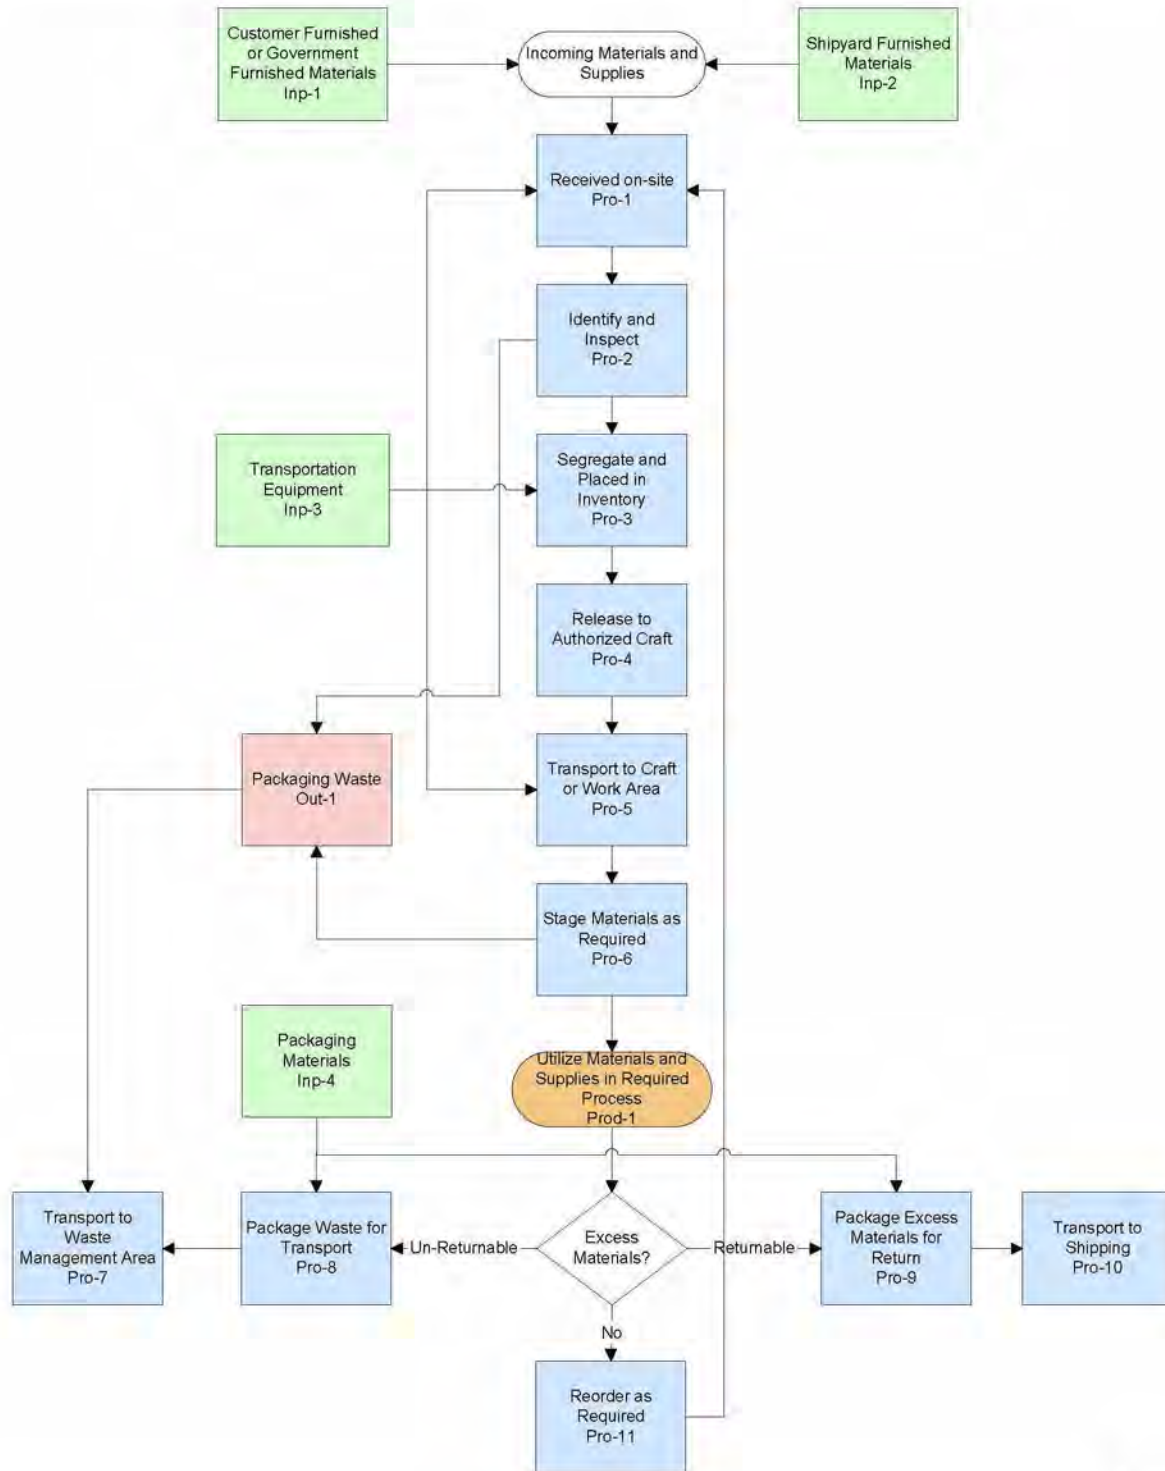 Customer Furnished
or Government
Furnished Materials
Inp-1
Incoming Materials and
Supplies
Shipyard Furnished
Materials
Inp-2
Received on-site
Pro-1
Identify and
Inspect
Pro-2
Transportation
Equipment
Inp-3
Segregate and
Placed in
Inventory
Pro-3
Release to
Authorized Craft
Pro-4
Packaging Waste
Out-1
Transport to Craft
or Work Area
Pro-5
Stage Materials as
Required
Pro-6
Packaging
Materials
Inp-4
Utilize Materials and
Supplies in Required
Process
Prod-1
Transport to
Waste
Management Area
Pro-7
Package Waste for
Transport
Pro-8
Un-Returnable
Excess
Materials?
Returnable
Package Excess
Materials for
Return
Pro-9
Transport to
Shipping
Pro-10
No
Reorder as
Required
Pro-11